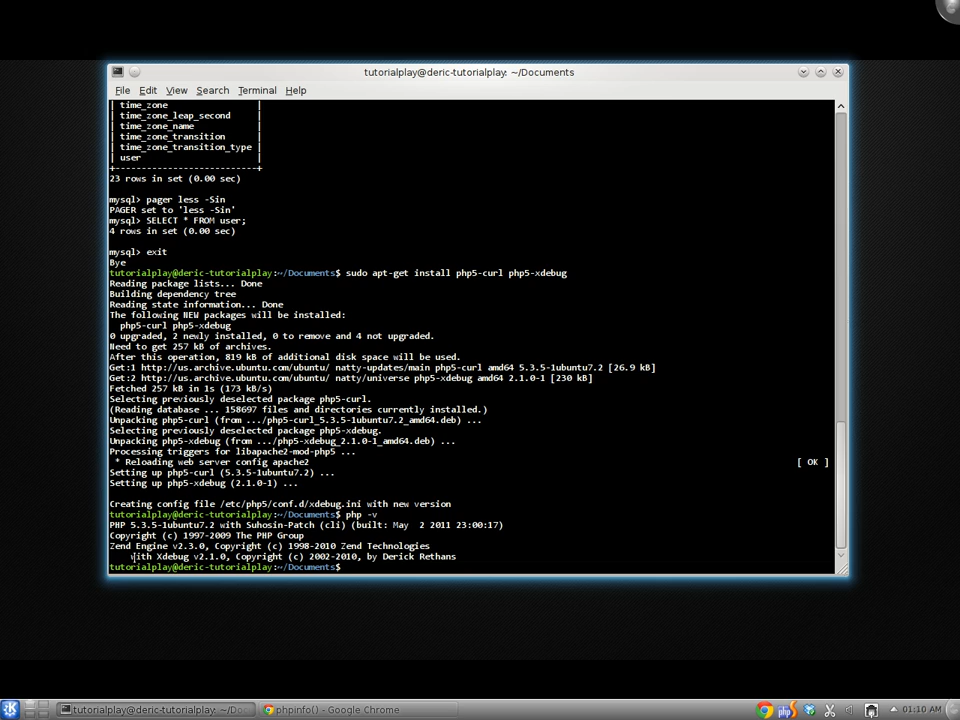 tutorialplay@deric-tutorialplay: ~/Documents
File Edit View Search Terminal Help
| time_zone |
| time_zone_leap_second |
| time_zone_name |
| time_zone_transition |
| time_zone_transition_type |
| user |
+---------------------------+
23 rows in set (0.00 sec)
mysql> pager less -Sin
PAGER set to 'less -Sin'
mysql> SELECT * FROM user;
4 rows in set (0.00 sec)
mysql> exit
Bye
tutorialplay@deric-tutorialplay:~/Documents$ sudo apt-get install php5-curl php5-xdebug
Reading package lists... Done
Building dependency tree
Reading state information... Done
The following NEW packages will be installed:
php5-curl php5-xdebug
0 upgraded, 2 newly installed, 0 to remove and 4 not upgraded.
Need to get 257 kB of archives.
After this operation, 819 kB of additional disk space will be used.
Get:1 http://us.archive.ubuntu.com/ubuntu/ natty-updates/main php5-curl amd64 5.3.5-1ubuntu7.2 [26.9 kB]
Get:2 http://us.archive.ubuntu.com/ubuntu/ natty/universe php5-xdebug amd64 2.1.0-1 [230 kB]
Fetched 257 kB in 1s (173 kB/s)
Selecting previously deselected package php5-curl.
(Reading database ... 158697 files and directories currently installed.)
Unpacking php5-curl (from .../php5-curl_5.3.5-1ubuntu7.2_amd64.deb) ...
Selecting previously deselected package php5-xdebug.
Unpacking php5-xdebug (from .../php5-xdebug_2.1.0-1_amd64.deb) ...
Processing triggers for libapache2-mod-php5 ...
* Reloading web server config apache2 [ OK ]
Setting up php5-curl (5.3.5-1ubuntu7.2) ...
Setting up php5-xdebug (2.1.0-1) ...
Creating config file /etc/php5/conf.d/xdebug.ini with new version
tutorialplay@deric-tutorialplay:~/Documents$ php -v
PHP 5.3.5-1ubuntu7.2 with Suhosin-Patch (cli) (built: May  2 2011 23:00:17)
Copyright (c) 1997-2009 The PHP Group
Zend Engine v2.3.0, Copyright (c) 1998-2010 Zend Technologies
with Xdebug v2.1.0, Copyright (c) 2002-2010, by Derick Rethans
tutorialplay@deric-tutorialplay:~/Documents$
tutorialplay@deric-tutorialplay: ~/Do phpinfo() - Google Chrome php 01:10 AM